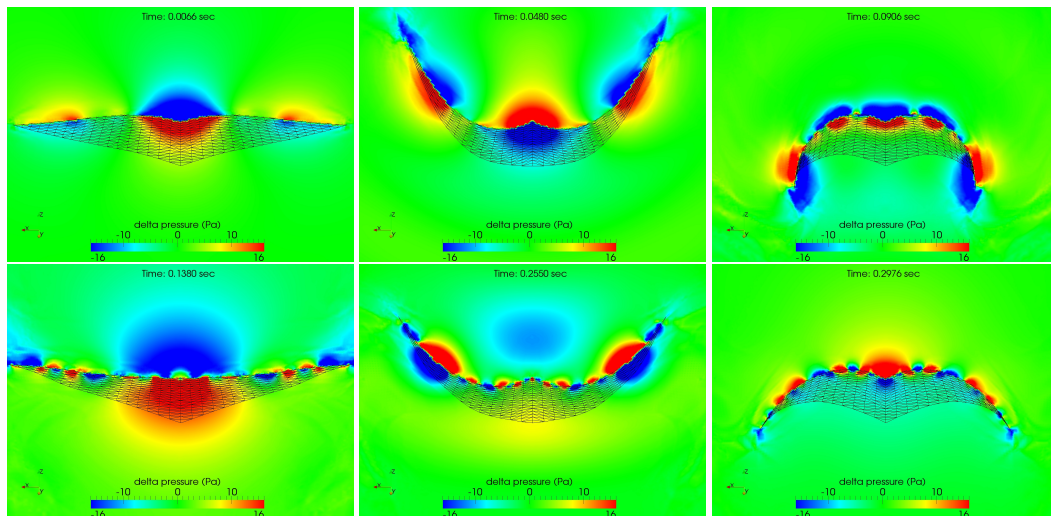 Time: 0.0066 sec
-z
x
y
delta pressure (Pa)
-10 0 10
-16 16
Time: 0.0480 sec
-z
x
y
delta pressure (Pa)
-10 0 10
-16 16
Time: 0.0906 sec
-z
x
y
delta pressure (Pa)
-10 0 10
-16 16
Time: 0.1380 sec
-z
x
y
delta pressure (Pa)
-10 0 10
-16 16
Time: 0.2550 sec
-z
x
y
delta pressure (Pa)
-10 0 10
-16 16
Time: 0.2976 sec
-z
x
y
delta pressure (Pa)
-10 0 10
-16 16